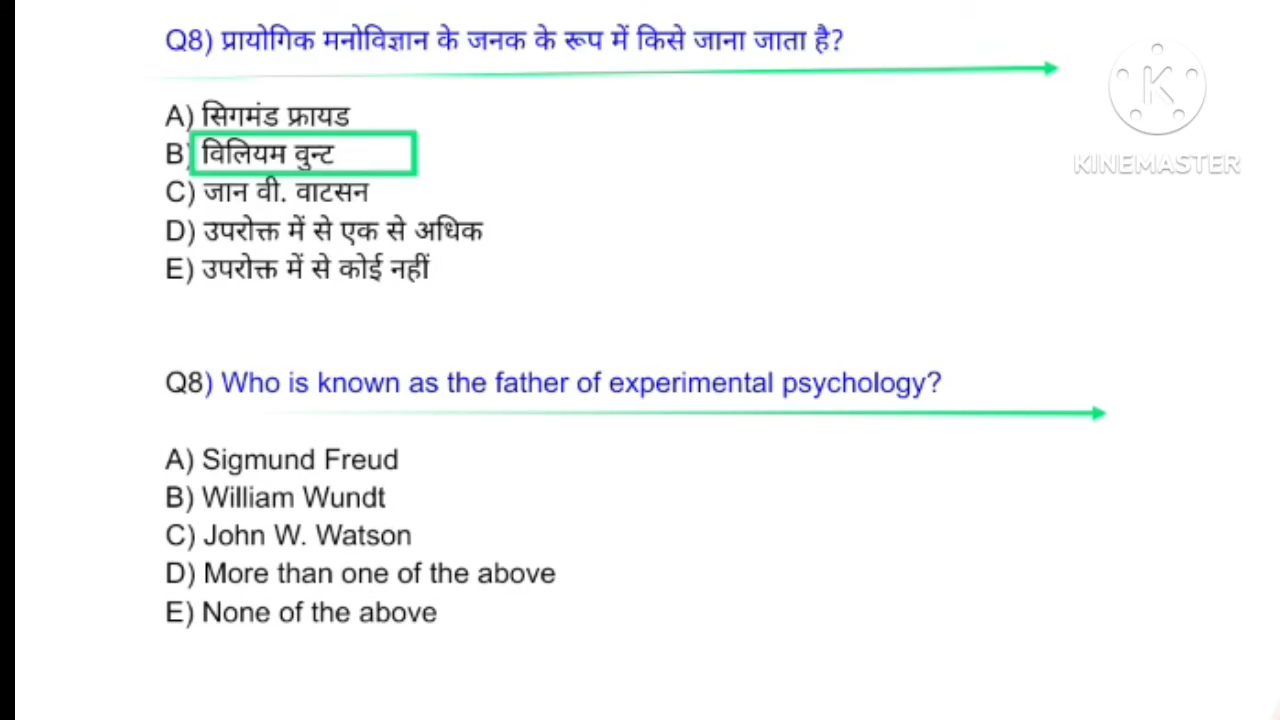 Q8) प्रायोगिक मनोविज्ञान के जनक के रूप में किसे जाना जाता है?
A) सिगमंड फ्रायड
B) विलियम वुन्ट
C) जान वी. वाटसन
D) उपरोक्त में से एक से अधिक
E) उपरोक्त में से कोई नहीं
K
KINEMASTER
Q8) Who is known as the father of experimental psychology?
A) Sigmund Freud
B) William Wundt
C) John W. Watson
D) More than one of the above
E) None of the above